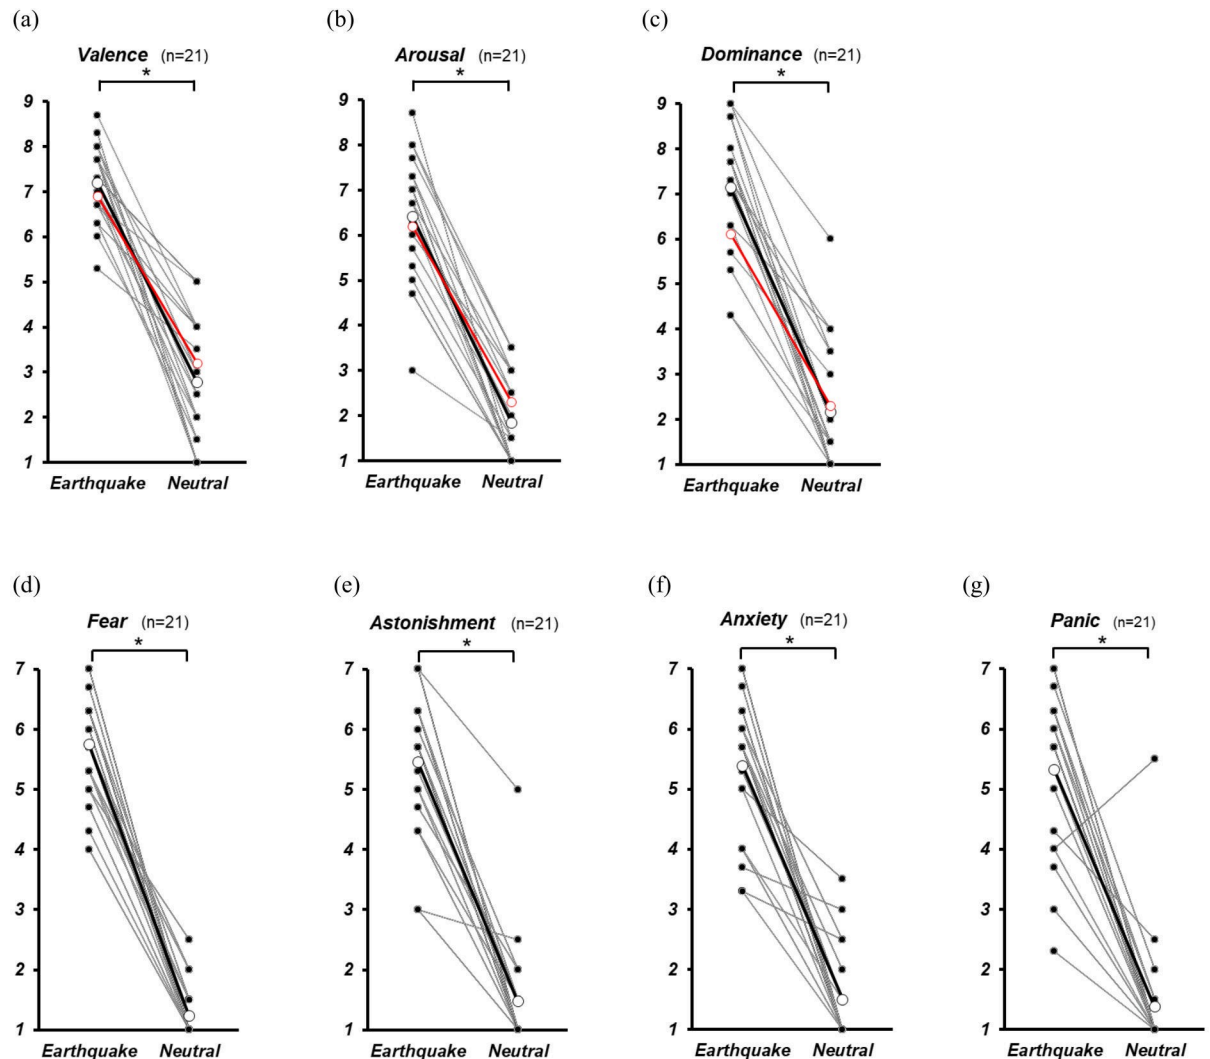 (a)
Valence (n=21)
*
9
8
7
6
5
4
3
2
1
Earthquake Neutral
(b)
Arousal (n=21)
*
9
8
7
6
5
4
3
2
1
Earthquake Neutral
(c)
Dominance (n=21)
*
9
8
7
6
5
4
3
2
1
Earthquake Neutral
(d)
Fear (n=21)
*
7
6
5
4
3
2
1
Earthquake Neutral
(e)
Astonishment (n=21)
*
7
6
5
4
3
2
1
Earthquake Neutral
(f)
Anxiety (n=21)
*
7
6
5
4
3
2
1
Earthquake Neutral
(g)
Panic (n=21)
*
7
6
5
4
3
2
1
Earthquake Neutral